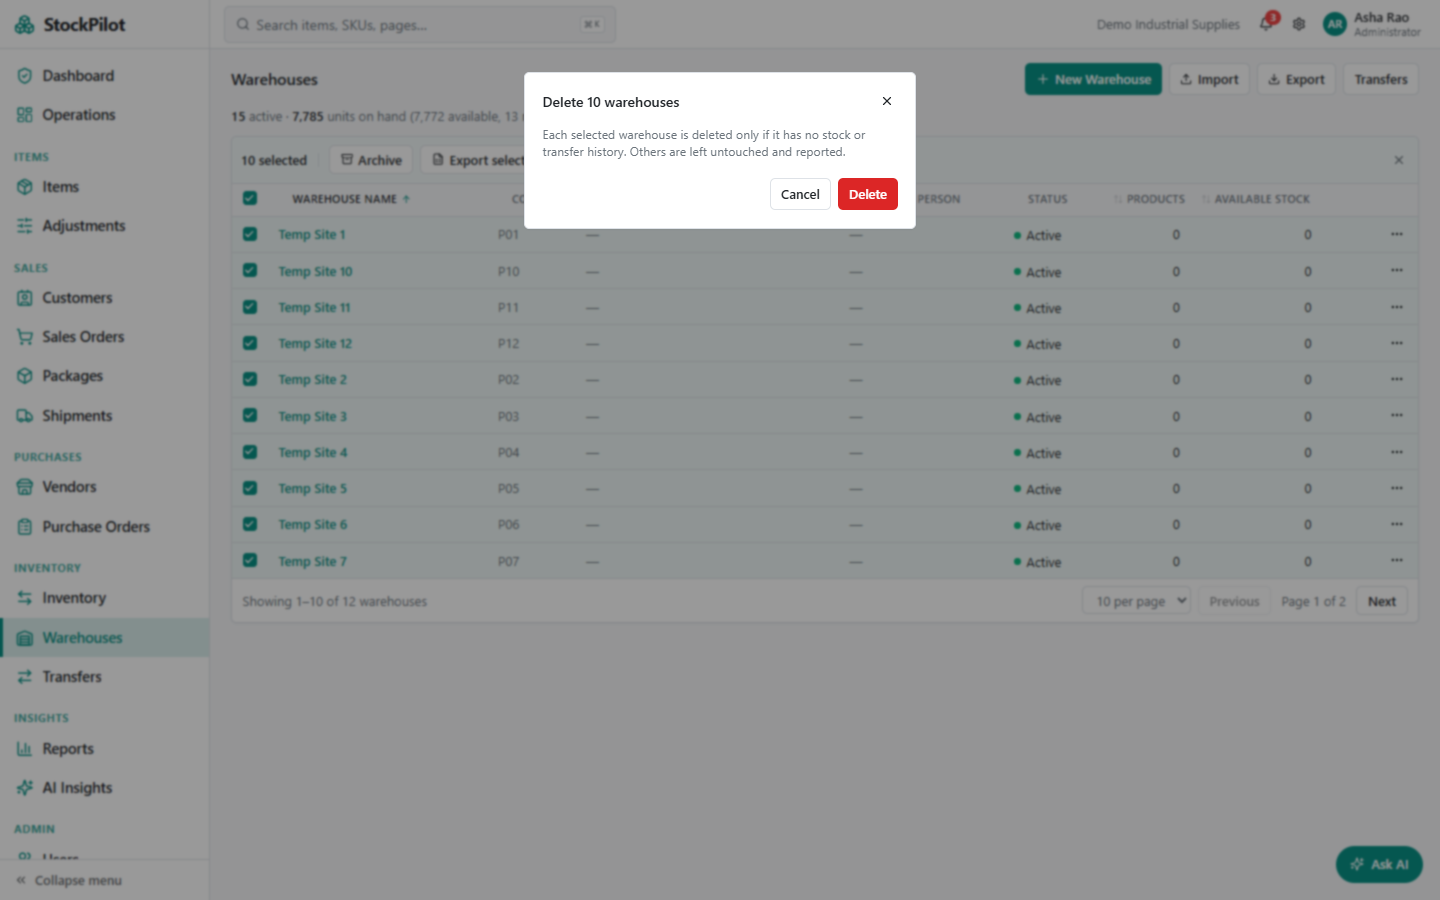 StockPilot
Search items, SKUs, pages...
⌘K
Demo Industrial Supplies
3
AR
Asha Rao
Administrator
Dashboard
Operations
ITEMS
Items
Adjustments
SALES
Customers
Sales Orders
Packages
Shipments
PURCHASES
Vendors
Purchase Orders
INVENTORY
Inventory
Warehouses
Transfers
INSIGHTS
Reports
AI Insights
ADMIN
Collapse menu
Warehouses
+ New Warehouse
Import
Export
Transfers
15 active · 7,785 units on hand (7,772 available, 13
10 selected
Archive
Export
Delete 10 warehouses
Each selected warehouse is deleted only if it has no stock or
transfer history. Others are left untouched and reported.
Cancel
Delete
WAREHOUSE NAME PERSON STATUS PRODUCTS AVAILABLE STOCK
Temp Site 1 P01 — — Active 0 0
Temp Site 10 P10 — — Active 0 0
Temp Site 11 P11 — — Active 0 0
Temp Site 12 P12 — — Active 0 0
Temp Site 2 P02 — — Active 0 0
Temp Site 3 P03 — — Active 0 0
Temp Site 4 P04 — — Active 0 0
Temp Site 5 P05 — — Active 0 0
Temp Site 6 P06 — — Active 0 0
Temp Site 7 P07 — — Active 0 0
Showing 1–10 of 12 warehouses
10 per page
Previous
Page 1 of 2
Next
Ask AI